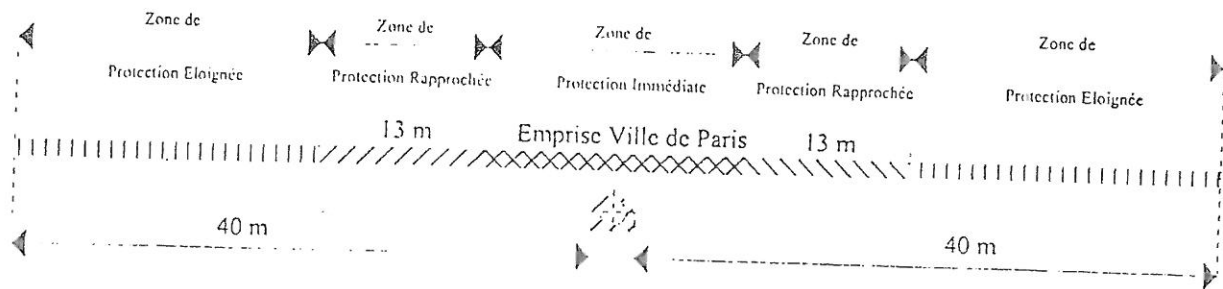 Zone de
Protection Eloignée
Zone de
Protection Rapprochée
Zone de
Protection Immédiate
Zone de
Protection Rapprochée
Zone de
Protection Eloignée
13 m
Emprise Ville de Paris
13 m
40 m
40 m